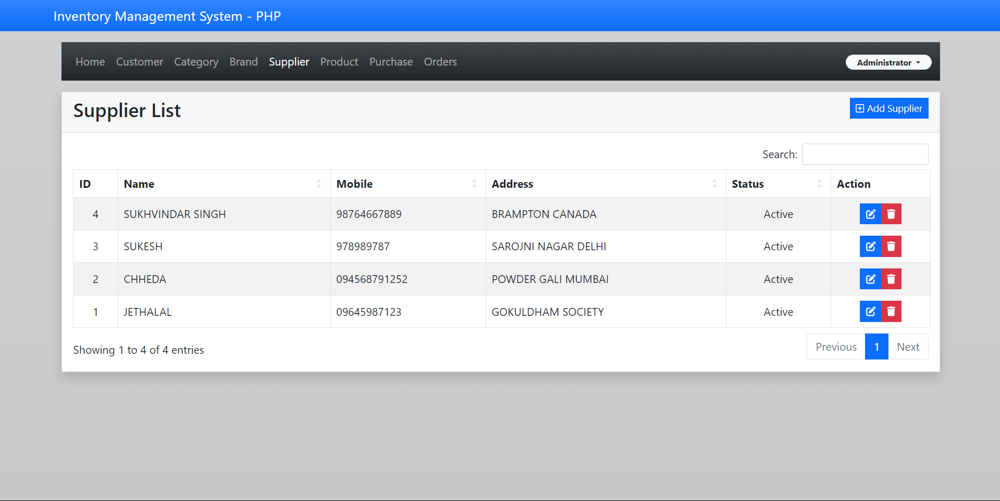 Inventory Management System - PHP
Home Customer Category Brand Supplier Product Purchase Orders Administrator
Supplier List Add Supplier
Search:
ID Name Mobile Address Status Action
4 SUKHVINDAR SINGH 98764667889 BRAMPTON CANADA Active
3 SUKESH 978989787 SAROJNI NAGAR DELHI Active
2 CHHEDA 094568791252 POWDER GALI MUMBAI Active
1 JETHALAL 09645987123 GOKULDHAM SOCIETY Active
Showing 1 to 4 of 4 entries Previous 1 Next